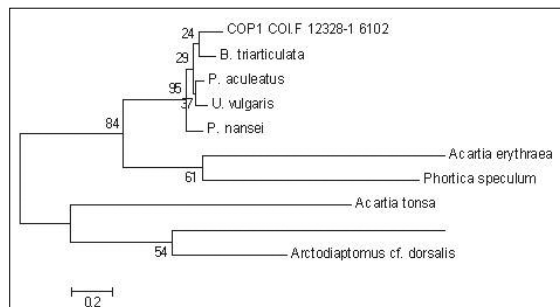 24
COP1 COI.F 12328-1 6102
29
B. triarticulata
95
P. aculeatus
37
U. vulgaris
P. nansei
84
Acartia erythraea
61
Phortica speculum
Acartia tonsa
54
Arctodiaptomus cf. dorsalis
0.2